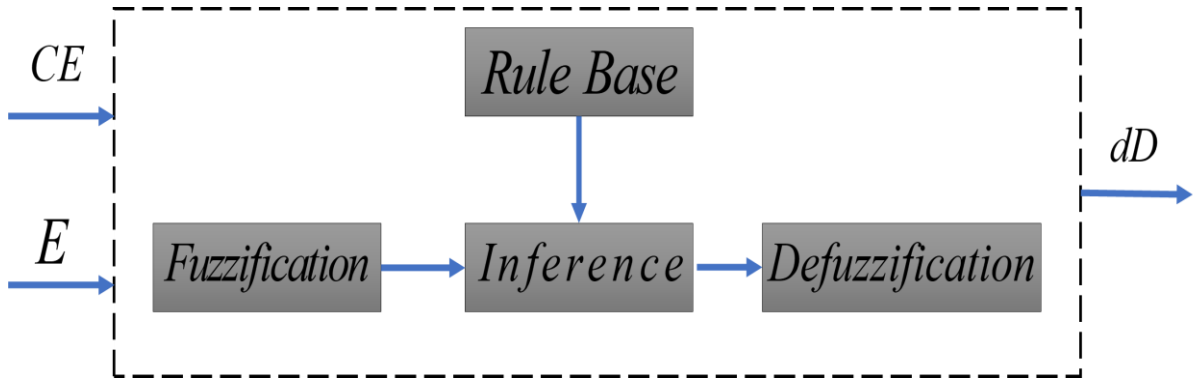 CE
Rule Base
dD
E
Fuzzification
Inference
Defuzzification